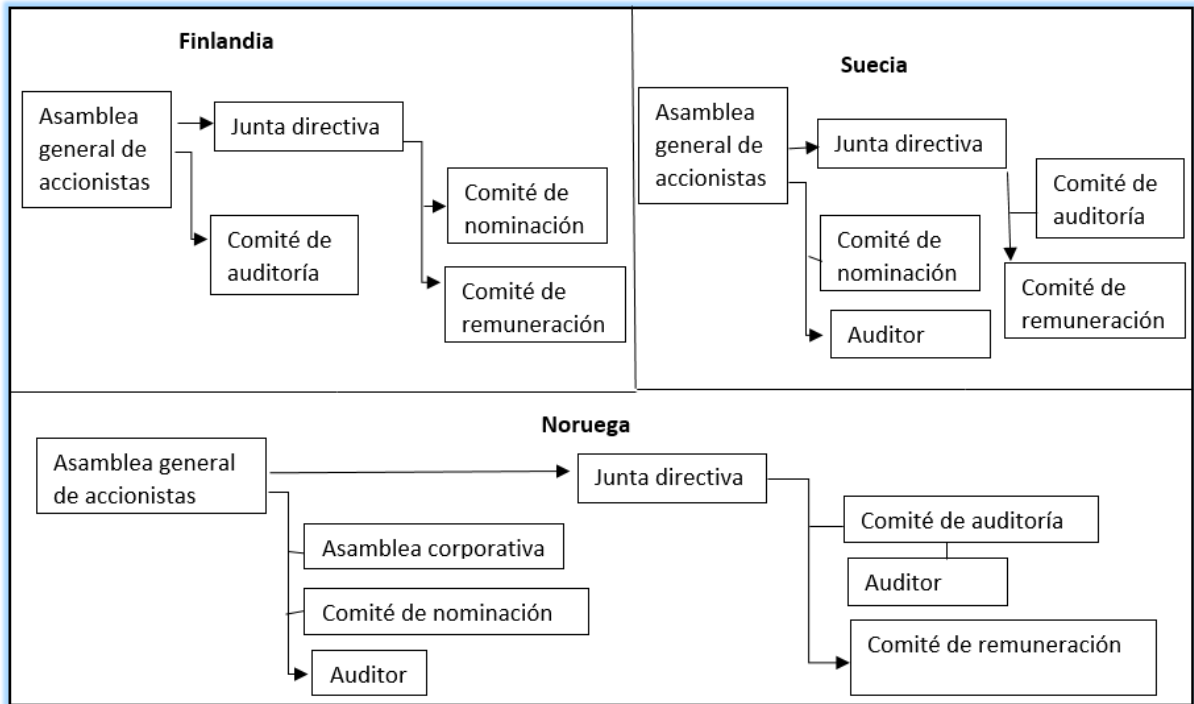 Finlandia
Asamblea
general de
accionistas
Junta directiva
Comité de
nominación
Comité de
auditoría
Comité de
remuneración
Suecia
Asamblea
general de
accionistas
Junta directiva
Comité de
auditoría
Comité de
nominación
Comité de
remuneración
Auditor
Noruega
Asamblea general
de accionistas
Junta directiva
Asamblea corporativa
Comité de nominación
Auditor
Comité de auditoría
Auditor
Comité de remuneración